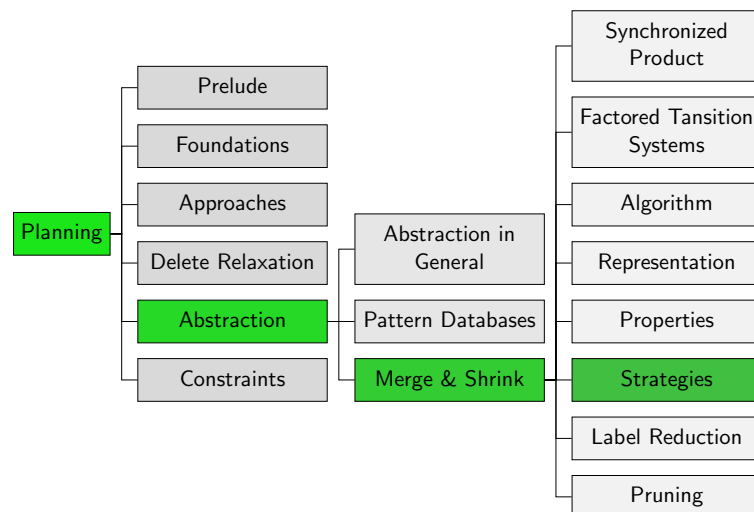 Planning
Prelude
Foundations
Approaches
Delete Relaxation
Abstraction
Constraints
Abstraction in
General
Pattern Databases
Merge & Shrink
Synchronized
Product
Factored Tansition
Systems
Algorithm
Representation
Properties
Strategies
Label Reduction
Pruning